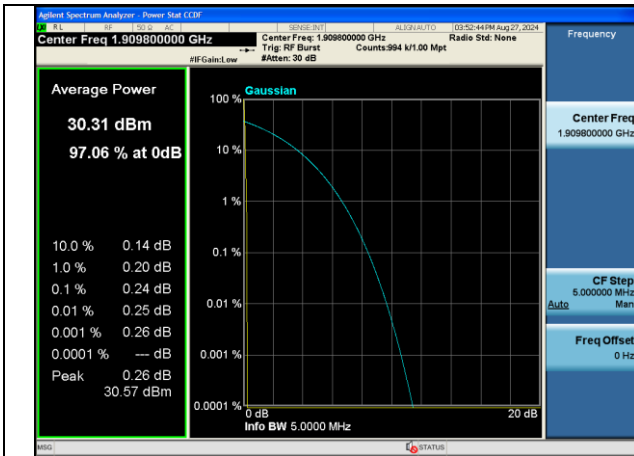 Agilent Spectrum Analyzer - Power Stat CCDF
RL RF 50 Ω AC SENSE:INT ALIGNAUTO 03:52:44 PM Aug 27, 2024
Center Freq 1.909800000 GHz
Center Freq: 1.909800000 GHz Radio Std: None
Trig: RF Burst Counts:994 k/1.00 Mpt
#IFGain:Low #Atten: 30 dB
Frequency
Average Power
30.31 dBm
97.06 % at 0dB
10.0 % 0.14 dB
1.0 % 0.20 dB
0.1 % 0.24 dB
0.01 % 0.25 dB
0.001 % 0.26 dB
0.0001 % --- dB
Peak 0.26 dB
30.57 dBm
Gaussian
100 %
10 %
1 %
0.1 %
0.01 %
0.001 %
0.0001 %
0 dB 20 dB
Info BW 5.0000 MHz
Center Freq
1.909800000 GHz
CF Step
5.000000 MHz
Auto Man
Freq Offset
0 Hz
MSG STATUS